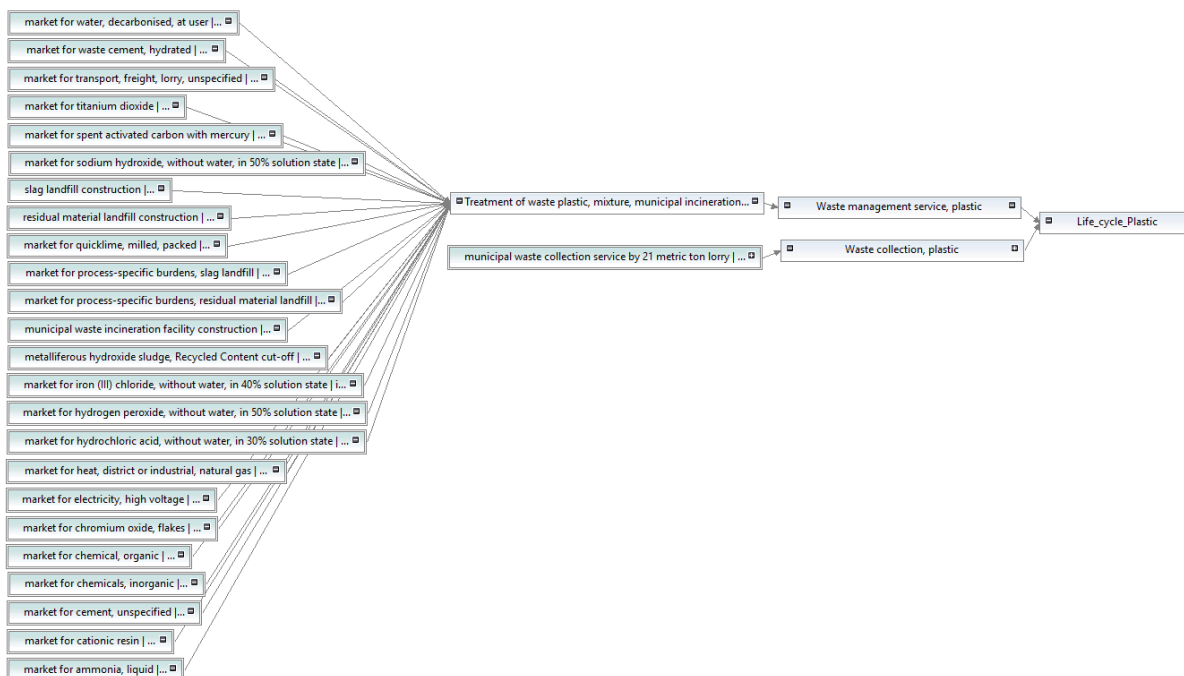 market for water, decarbonised, at user |...
market for waste cement, hydrated | ...
market for transport, freight, lorry, unspecified | ...
market for titanium dioxide | ...
market for spent activated carbon with mercury | ...
market for sodium hydroxide, without water, in 50% solution state |...
slag landfill construction |...
residual material landfill construction | ...
market for quicklime, milled, packed | ...
market for process-specific burdens, slag landfill | ...
market for process-specific burdens, residual material landfill |...
municipal waste incineration facility construction |...
metalliferous hydroxide sludge, Recycled Content cut-off | ...
market for iron (III) chloride, without water, in 40% solution state | i...
market for hydrogen peroxide, without water, in 50% solution state |...
market for hydrochloric acid, without water, in 30% solution state | ...
market for heat, district or industrial, natural gas | ...
market for electricity, high voltage | ...
market for chromium oxide, flakes | ...
market for chemical, organic | ...
market for chemicals, inorganic |...
market for cement, unspecified |...
market for cationic resin | ...
market for ammonia, liquid |...
Treatment of waste plastic, mixture, municipal incineration...
municipal waste collection service by 21 metric ton lorry | ...
Waste management service, plastic
Waste collection, plastic
Life_cycle_Plastic